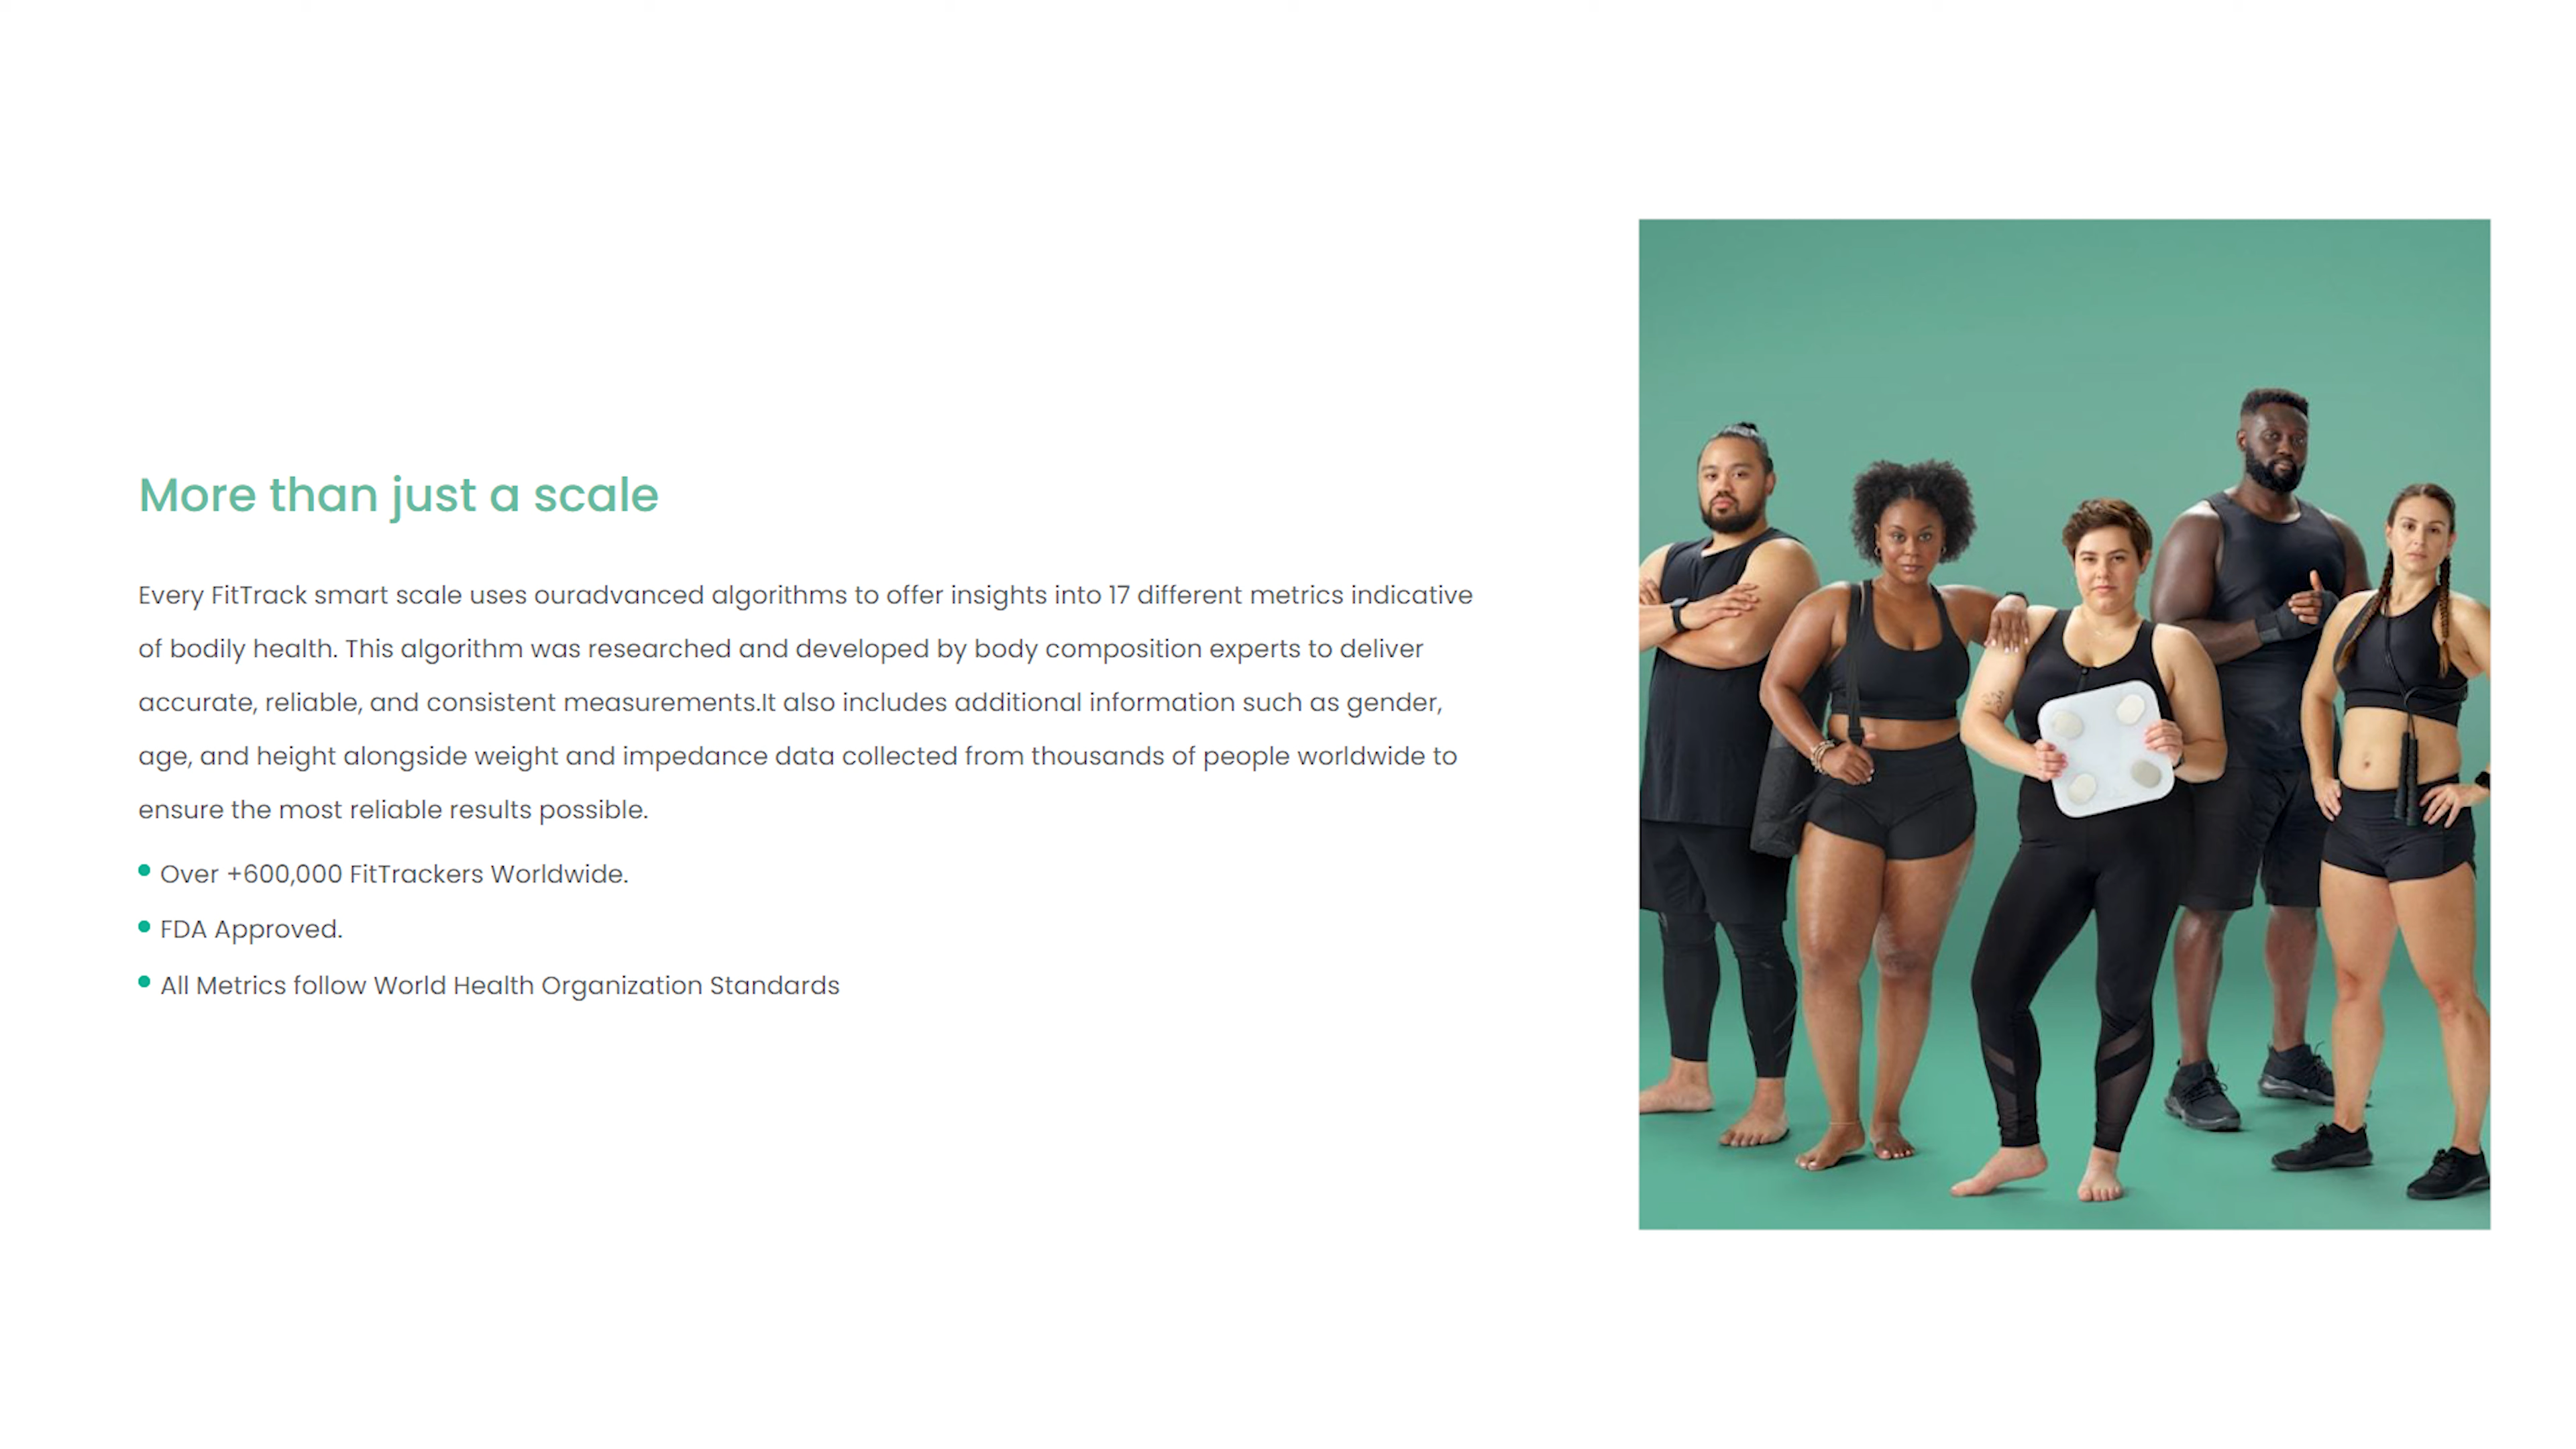 More than just a scale
Every FitTrack smart scale uses ouradvanced algorithms to offer insights into 17 different metrics indicative
of bodily health. This algorithm was researched and developed by body composition experts to deliver
accurate, reliable, and consistent measurements.It also includes additional information such as gender,
age, and height alongside weight and impedance data collected from thousands of people worldwide to
ensure the most reliable results possible.
Over +600,000 FitTrackers Worldwide.
FDA Approved.
All Metrics follow World Health Organization Standards